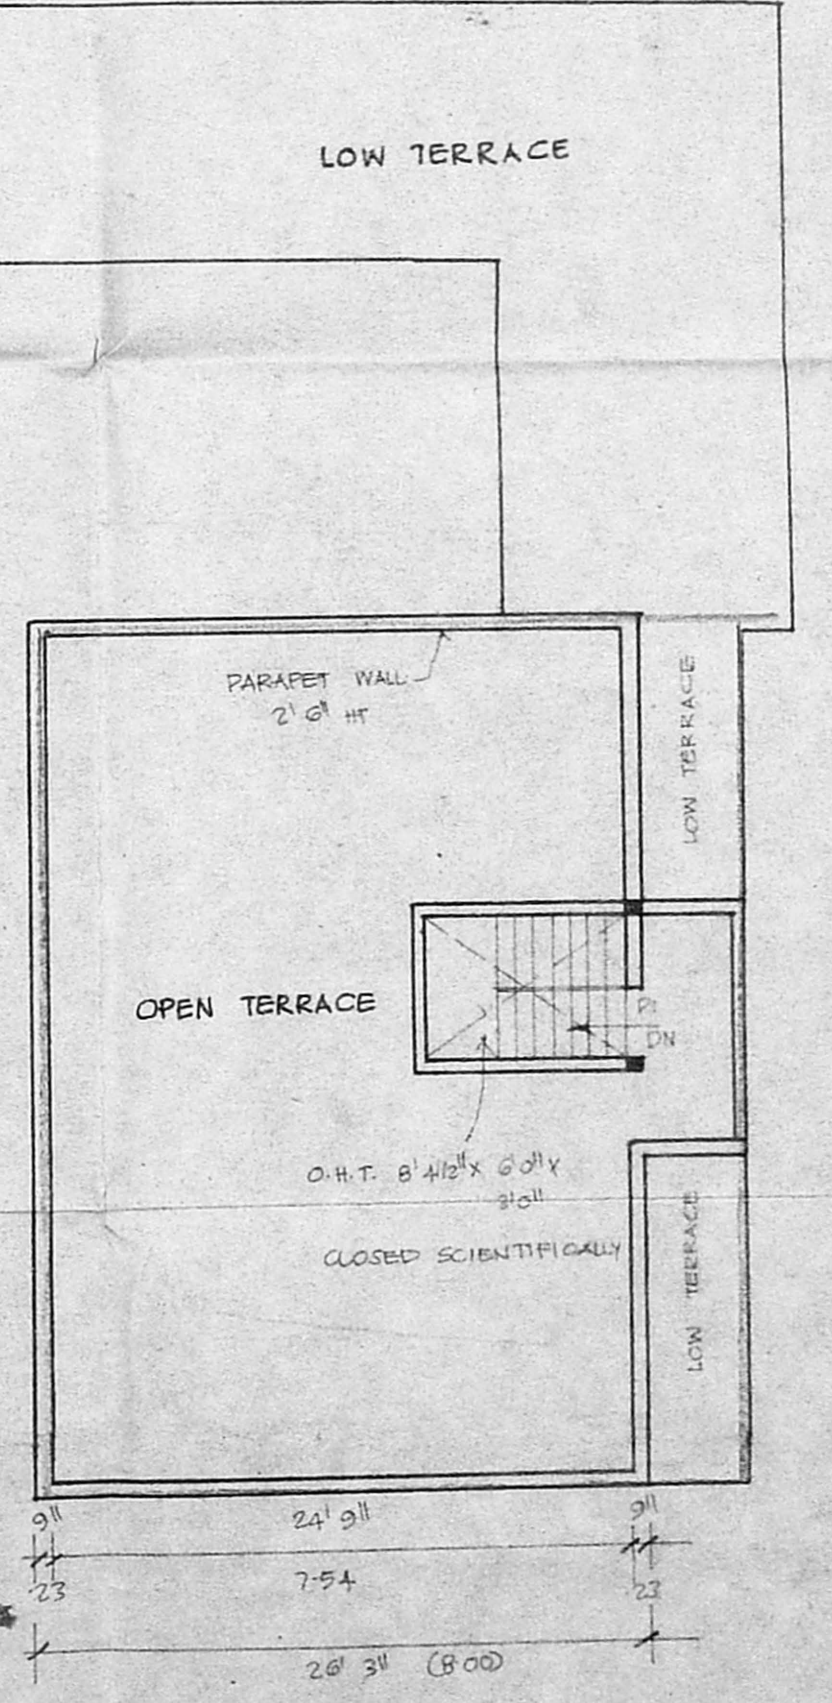 LOW TERRACE
PARAPET WALL
2' 6" HT
LOW TERRACE
OPEN TERRACE
DN
O.H.T. 8' 4 1/2" X 6' 0" X
3' 0"
CLOSED SCIENTIFICALLY
LOW TERRACE
9" 24' 9" 9"
·23 7·54 ·23
26' 3" (8·00)